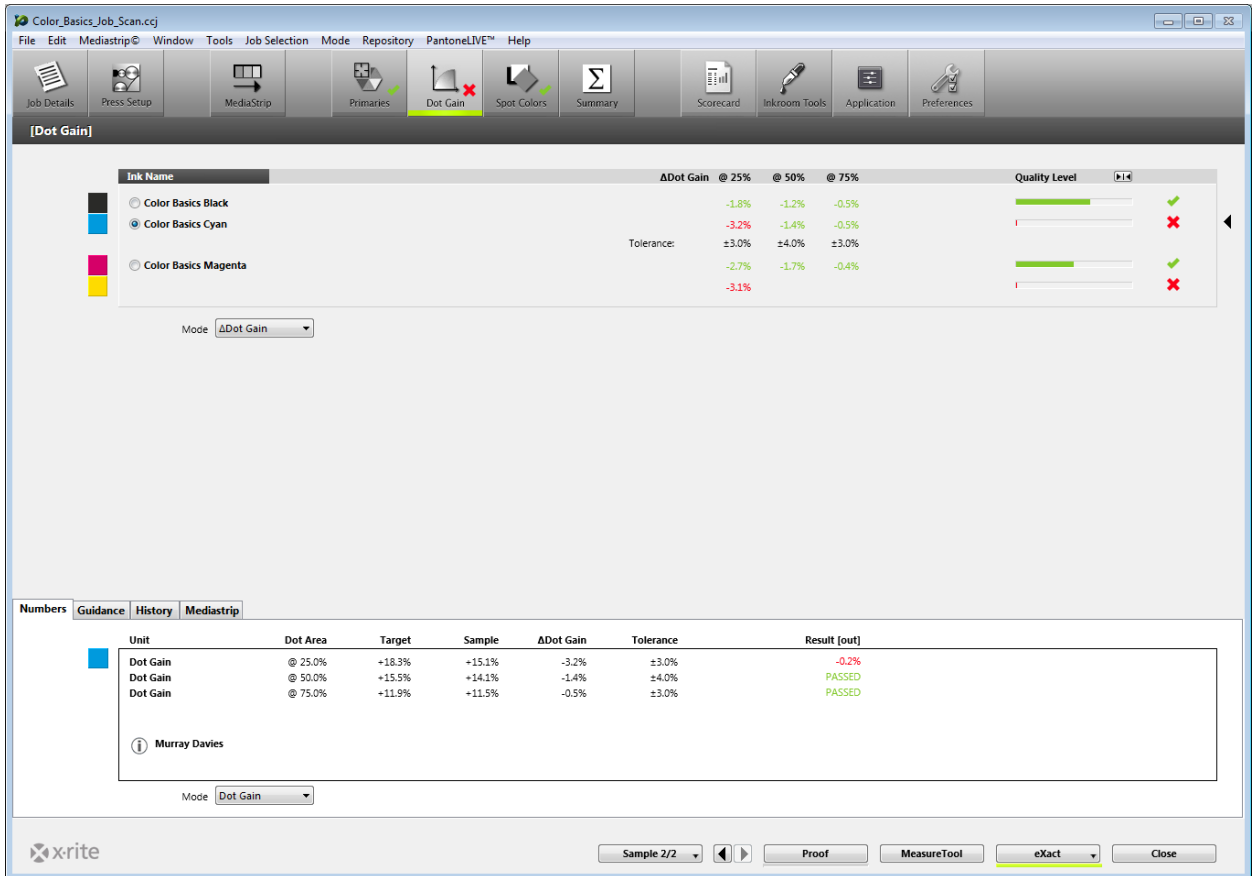 Color_Basics_Job_Scan.ccj
File Edit Mediastrip© Window Tools Job Selection Mode Repository PantoneLIVE™ Help
Job Details Press Setup MediaStrip Primaries Dot Gain Spot Colors Summary Scorecard Inkroom Tools Application Preferences
[Dot Gain]
Ink Name ΔDot Gain @ 25% @ 50% @ 75% Quality Level
Color Basics Black -1.8% -1.2% -0.5%
Color Basics Cyan -3.2% -1.4% -0.5%
Tolerance: ±3.0% ±4.0% ±3.0%
Color Basics Magenta -2.7% -1.7% -0.4%
-3.1%
Mode ΔDot Gain
Numbers Guidance History Mediastrip
Unit Dot Area Target Sample ΔDot Gain Tolerance Result [out]
Dot Gain @ 25.0% +18.3% +15.1% -3.2% ±3.0% -0.2%
Dot Gain @ 50.0% +15.5% +14.1% -1.4% ±4.0% PASSED
Dot Gain @ 75.0% +11.9% +11.5% -0.5% ±3.0% PASSED
Murray Davies
Mode Dot Gain
x·rite Sample 2/2 Proof MeasureTool eXact Close